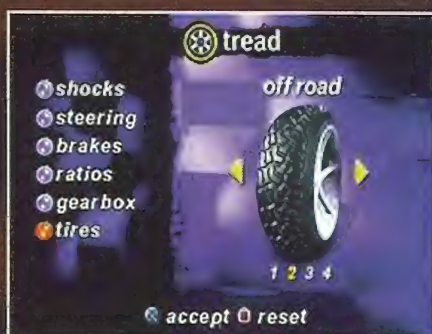 tread
shocks
steering
brakes
ratios
gearbox
tires
off road
1 2 3 4
accept reset